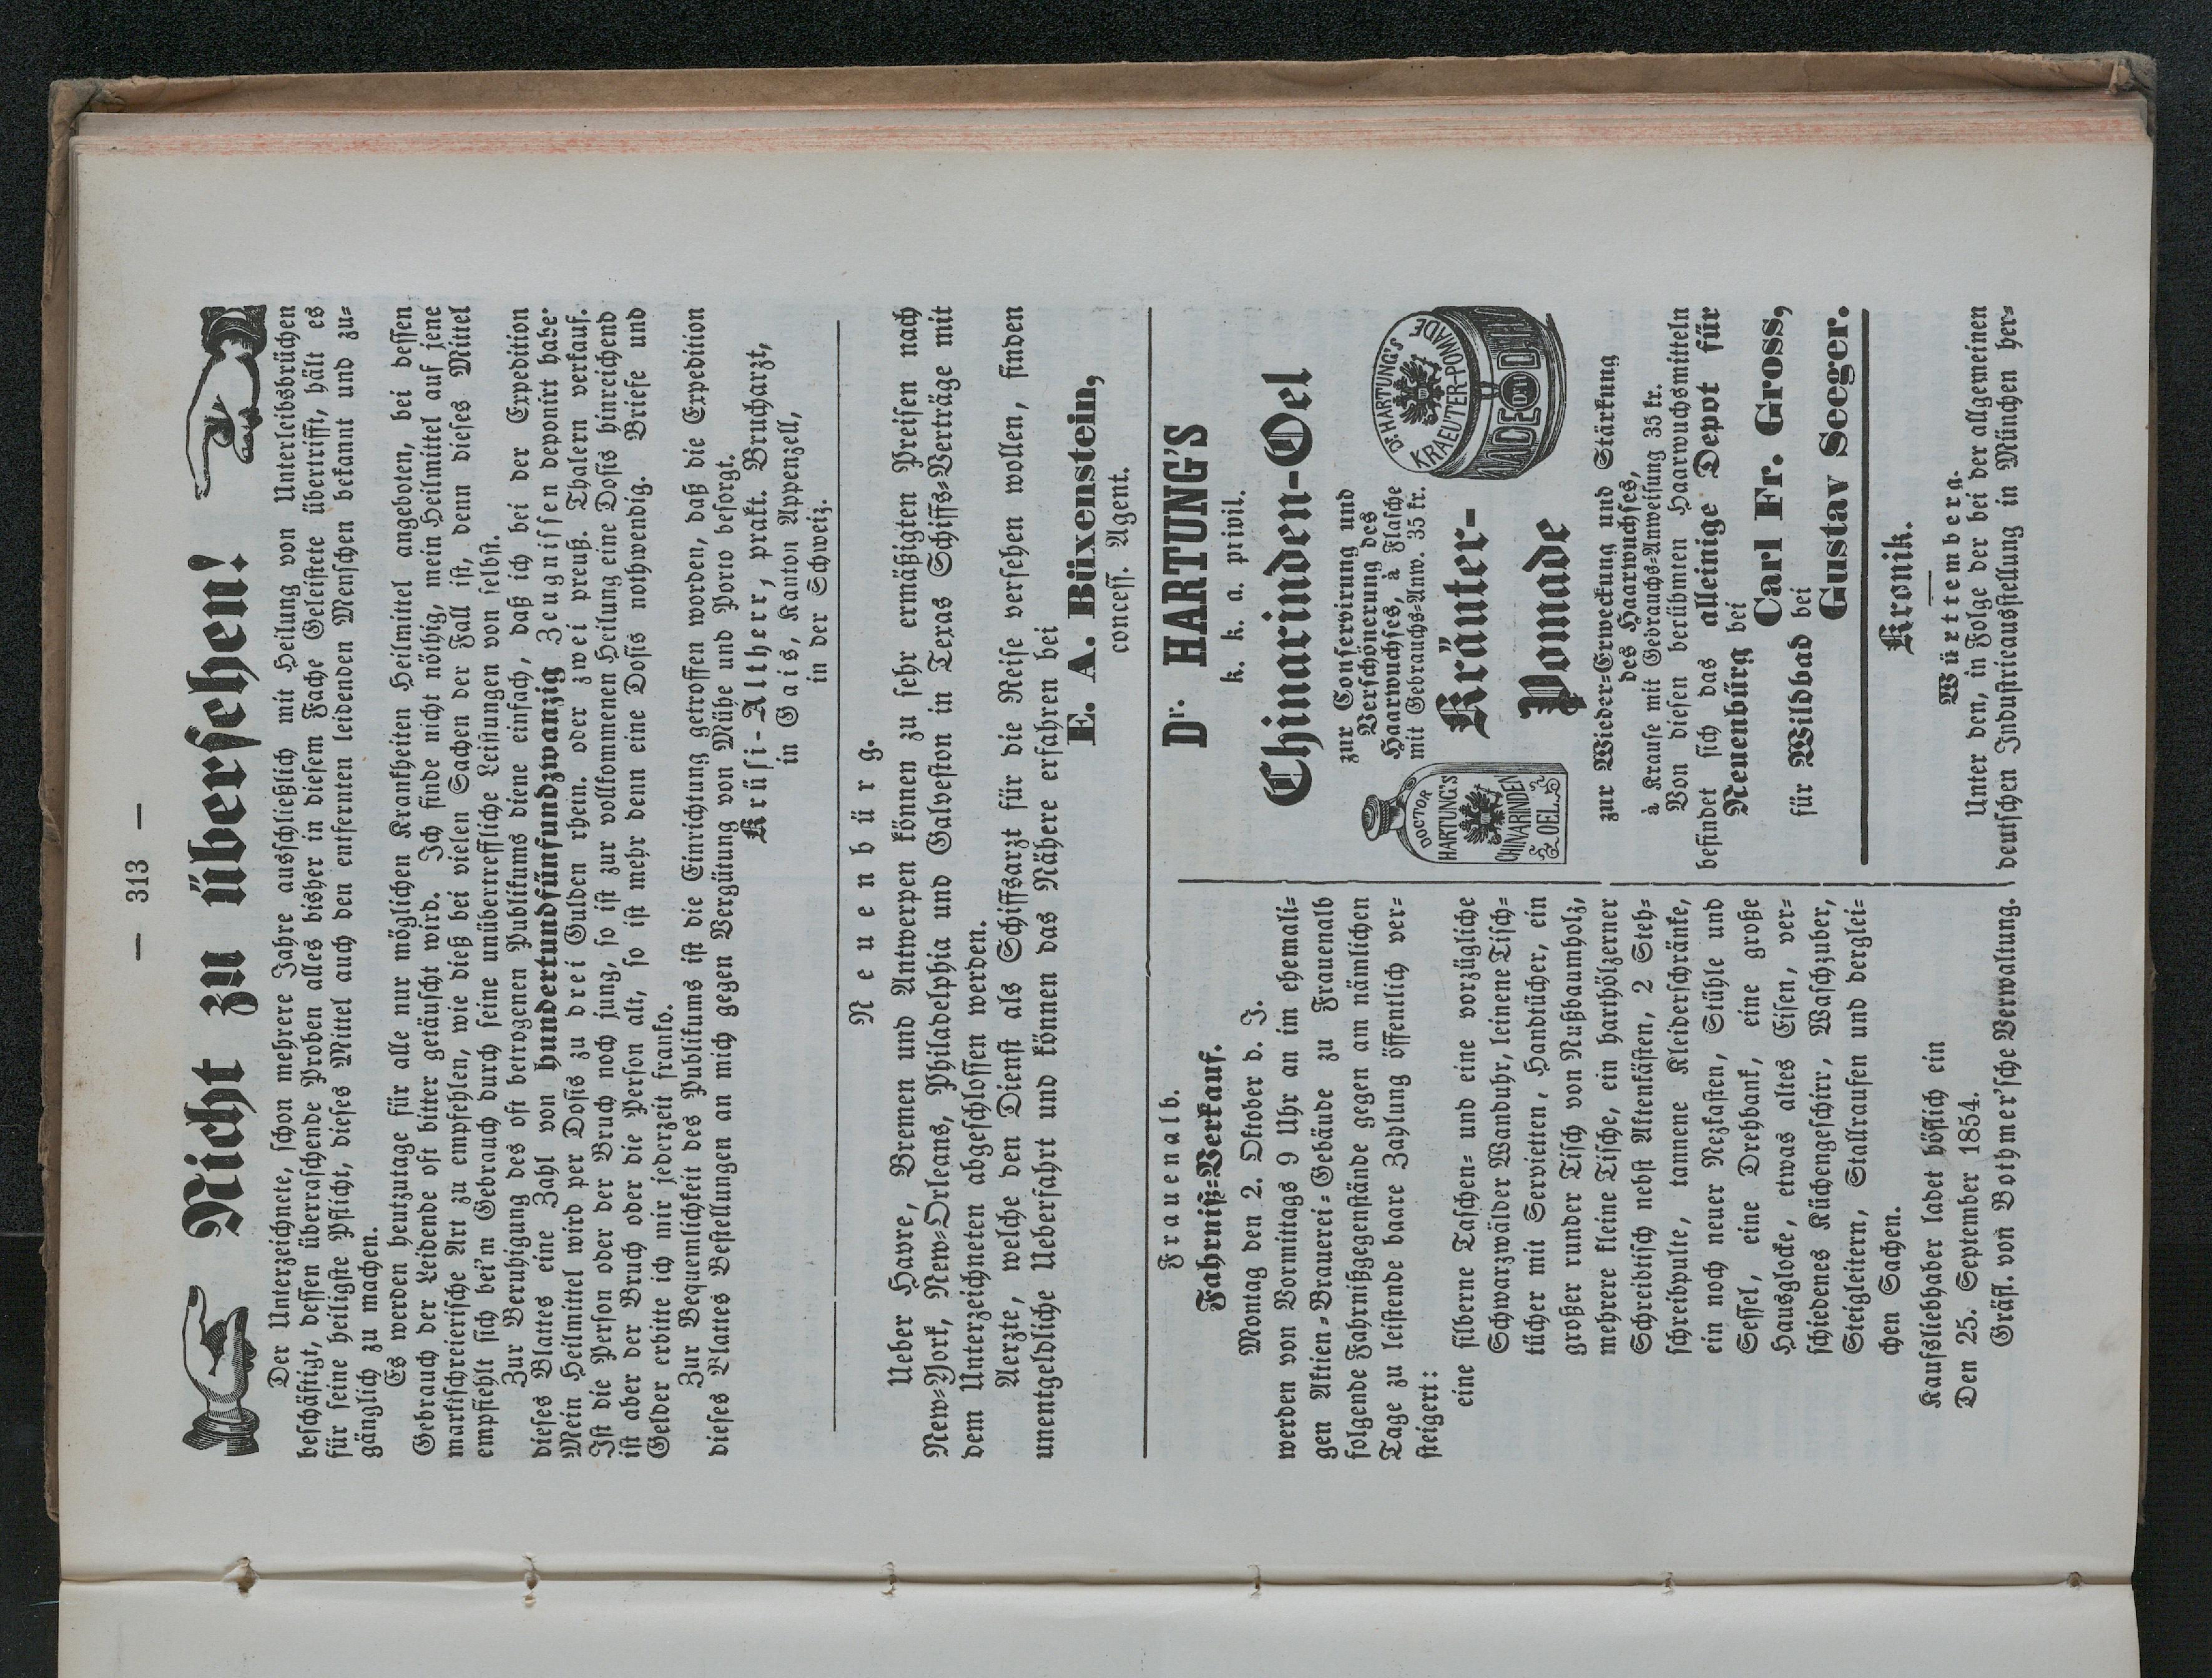 — 313 —
Nicht zu übersehen!
Der Unterzeichnete, schon mehrere Jahre ausschließlich mit Heilung von Unterleibsbrüchen
beschäftigt, dessen überraschende Proben alles bisher in diesem Fache Geleistete übertrifft, hält es
für seine heiligste Pflicht, dieses Mittel auch den entfernten leidenden Menschen bekannt und zu-
gänglich zu machen.
Es werden heutzutage für alle nur möglichen Krankheiten Heilmittel angeboten, bei dessen
Gebrauch der Leidende oft bitter getäuscht wird. Ich finde nicht nöthig, mein Heilmittel auf jene
marktschreierische Art zu empfehlen, wie dieß bei vielen Sachen der Fall ist, denn dieses Mittel
empfiehlt sich bei'm Gebrauch durch seine unübertreffliche Leistungen von selbst.
Zur Beruhigung des oft betrogenen Publikums diene einfach, daß ich bei der Expedition
dieses Blattes eine Zahl von hundertundfünfundzwanzig Zeugnissen deponirt habe.
Mein Heilmittel wird per Dosis zu drei Gulden rhein. oder zwei preuß. Thalern verkauf.
Ist die Person oder der Bruch noch jung, so ist zur vollkommenen Heilung eine Dosis hinreichend
ist aber der Bruch oder die Person alt, so ist mehr denn eine Dosis nothwendig. Briefe und
Gelder erbitte ich mir jederzeit franko.
Zur Bequemlichkeit des Publikums ist die Einrichtung getroffen worden, daß die Expedition
dieses Blattes Bestellungen an mich gegen Vergütung von Mühe und Porto besorgt.
Krüsi-Altherr, prakt. Brucharzt,
in Gais, Kanton Appenzell,
in der Schweiz.
Neuenbürg.
Ueber Havre, Bremen und Antwerpen können zu sehr ermäßigten Preisen nach
New-York, New-Orleans, Philadelphia und Galveston in Texas Schiffs-Verträge mit
dem Unterzeichneten abgeschlossen werden.
Aerzte, welche den Dienst als Schiffsarzt für die Reise versehen wollen, finden
unentgeldliche Ueberfahrt und können das Nähere erfahren bei
E. A. Büxenstein,
concess. Agent.
Frauenalb.
Fahrniß-Verkauf.
Montag den 2. Oktober d. J.
werden von Vormittags 9 Uhr an im ehemali-
gen Aktien-Brauerei-Gebäude zu Frauenalb
folgende Fahrnißgegenstände gegen am nämlichen
Tage zu leistende baare Zahlung öffentlich ver-
steigert:
eine silberne Taschen- und eine vorzügliche
Schwarzwälder Wanduhr, leinene Tisch-
tücher mit Servietten, Handtücher, ein
großer runder Tisch von Nußbaumholz,
mehrere kleine Tische, ein harthölzerner
Schreibtisch nebst Aktenkästen, 2 Steh-
schreibpulte, tannene Kleiderschränke,
ein noch neuer Nezkasten, Stühle und
Sessel, eine Drehbank, eine große
Hausglocke, etwas altes Eisen, ver-
schiedenes Küchengeschirr, Waschzuber,
Steigleitern, Stallraufen und derglei-
chen Sachen.
Kaufsliebhaber ladet höflich ein
Den 25. September 1854.
Gräfl. von Bothmer'sche Verwaltung.
Dr. HARTUNG'S
k. k. a. privil.
Chinarinden-Oel
DOCTOR
HARTUNG'S
CHINARINDEN
OEL
zur Conservirung und
Verschönerung des
Haarwuchses, à Flasche
mit Gebrauchs-Anw. 35 kr.
Kräuter-
Pomade
Dr. HARTUNG'S
KRAEUTER-POMADE
MADE D. H.
zur Wieder-Erweckung und Stärkung
des Haarwuchses,
à Krause mit Gebrauchs-Anweisung 35 kr.
Von diesen berühmten Haarwuchsmitteln
befindet sich das alleinige Depot für
Neuenbürg bei
Carl Fr. Gross,
für Wildbad bei
Gustav Seeger.
Kronik.
Württemberg.
Unter den, in Folge der bei der allgemeinen
deutschen Industrieausstellung in München her-